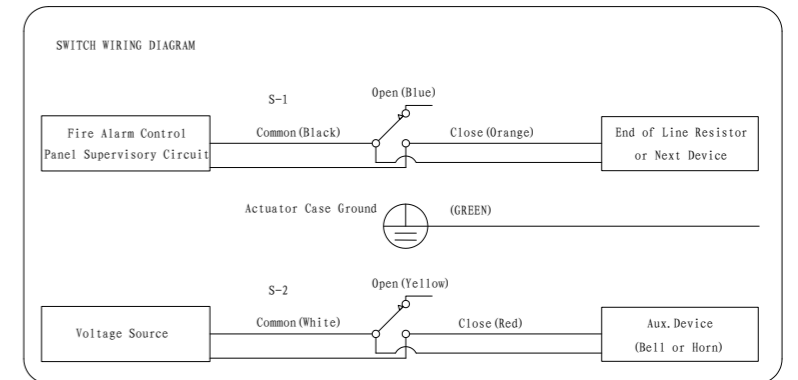 SWITCH WIRING DIAGRAM
S-1
Open(Blue)
Fire Alarm Control
Panel Supervisory Circuit
Common(Black)
Close(Orange)
End of Line Resistor
or Next Device
Actuator Case Ground
(GREEN)
S-2
Open(Yellow)
Voltage Source
Common(White)
Close(Red)
Aux.Device
(Bell or Horn)